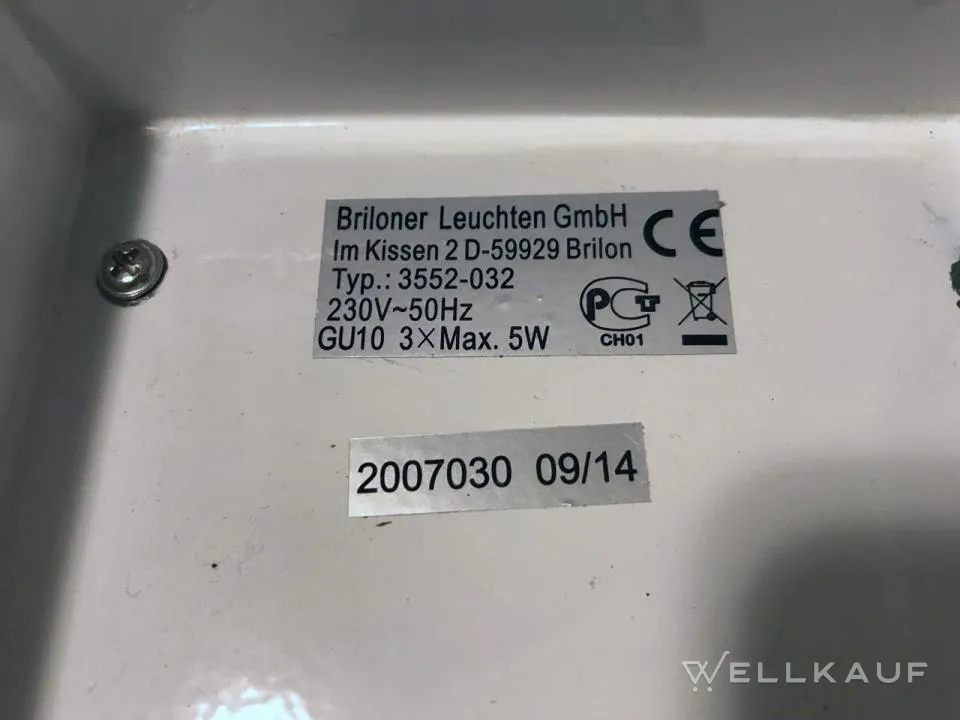 Briloner Leuchten GmbH
Im Kissen 2 D-59929 Brilon
Typ.: 3552-032
230V~50Hz
GU10 3×Max. 5W
CE
PCT
CH01
2007030 09/14
WELLKAUF